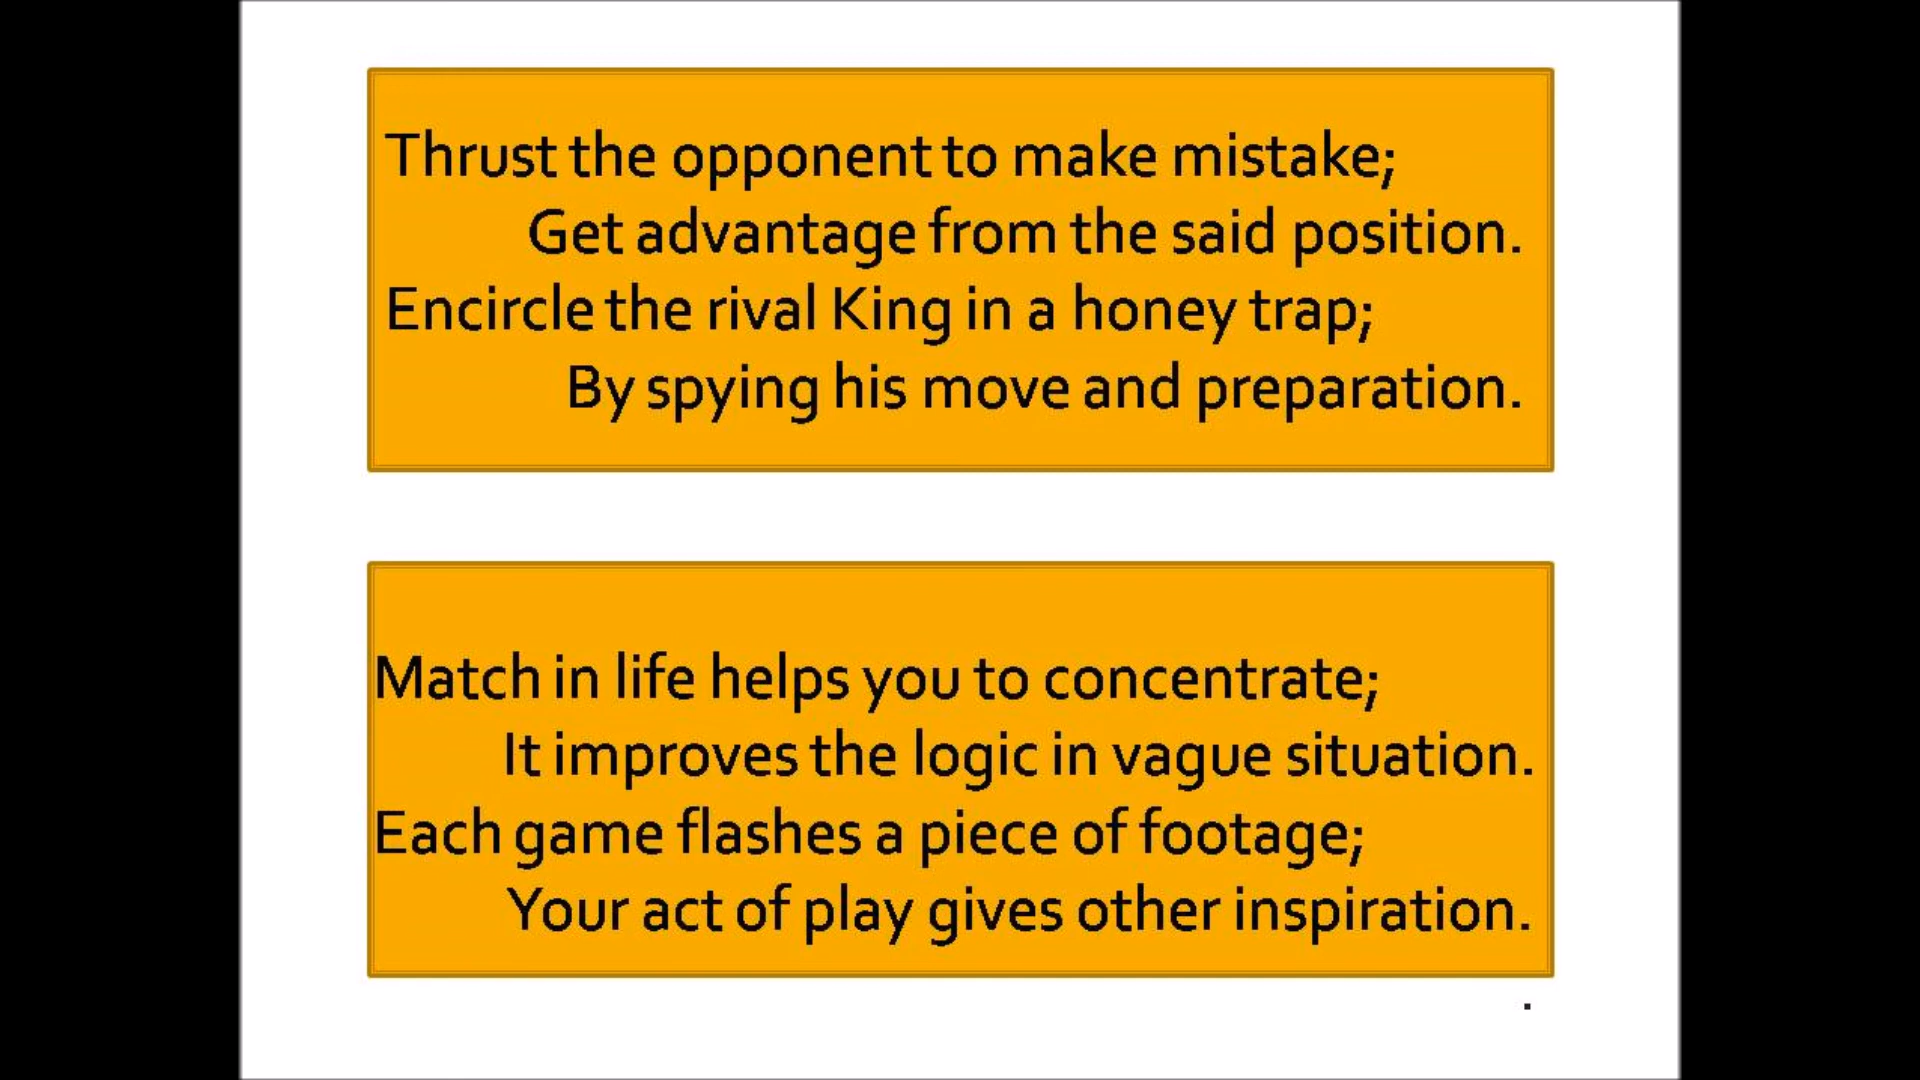 Thrust the opponent to make mistake;
Get advantage from the said position.
Encircle the rival King in a honey trap;
By spying his move and preparation.
Match in life helps you to concentrate;
It improves the logic in vague situation.
Each game flashes a piece of footage;
Your act of play gives other inspiration.
.